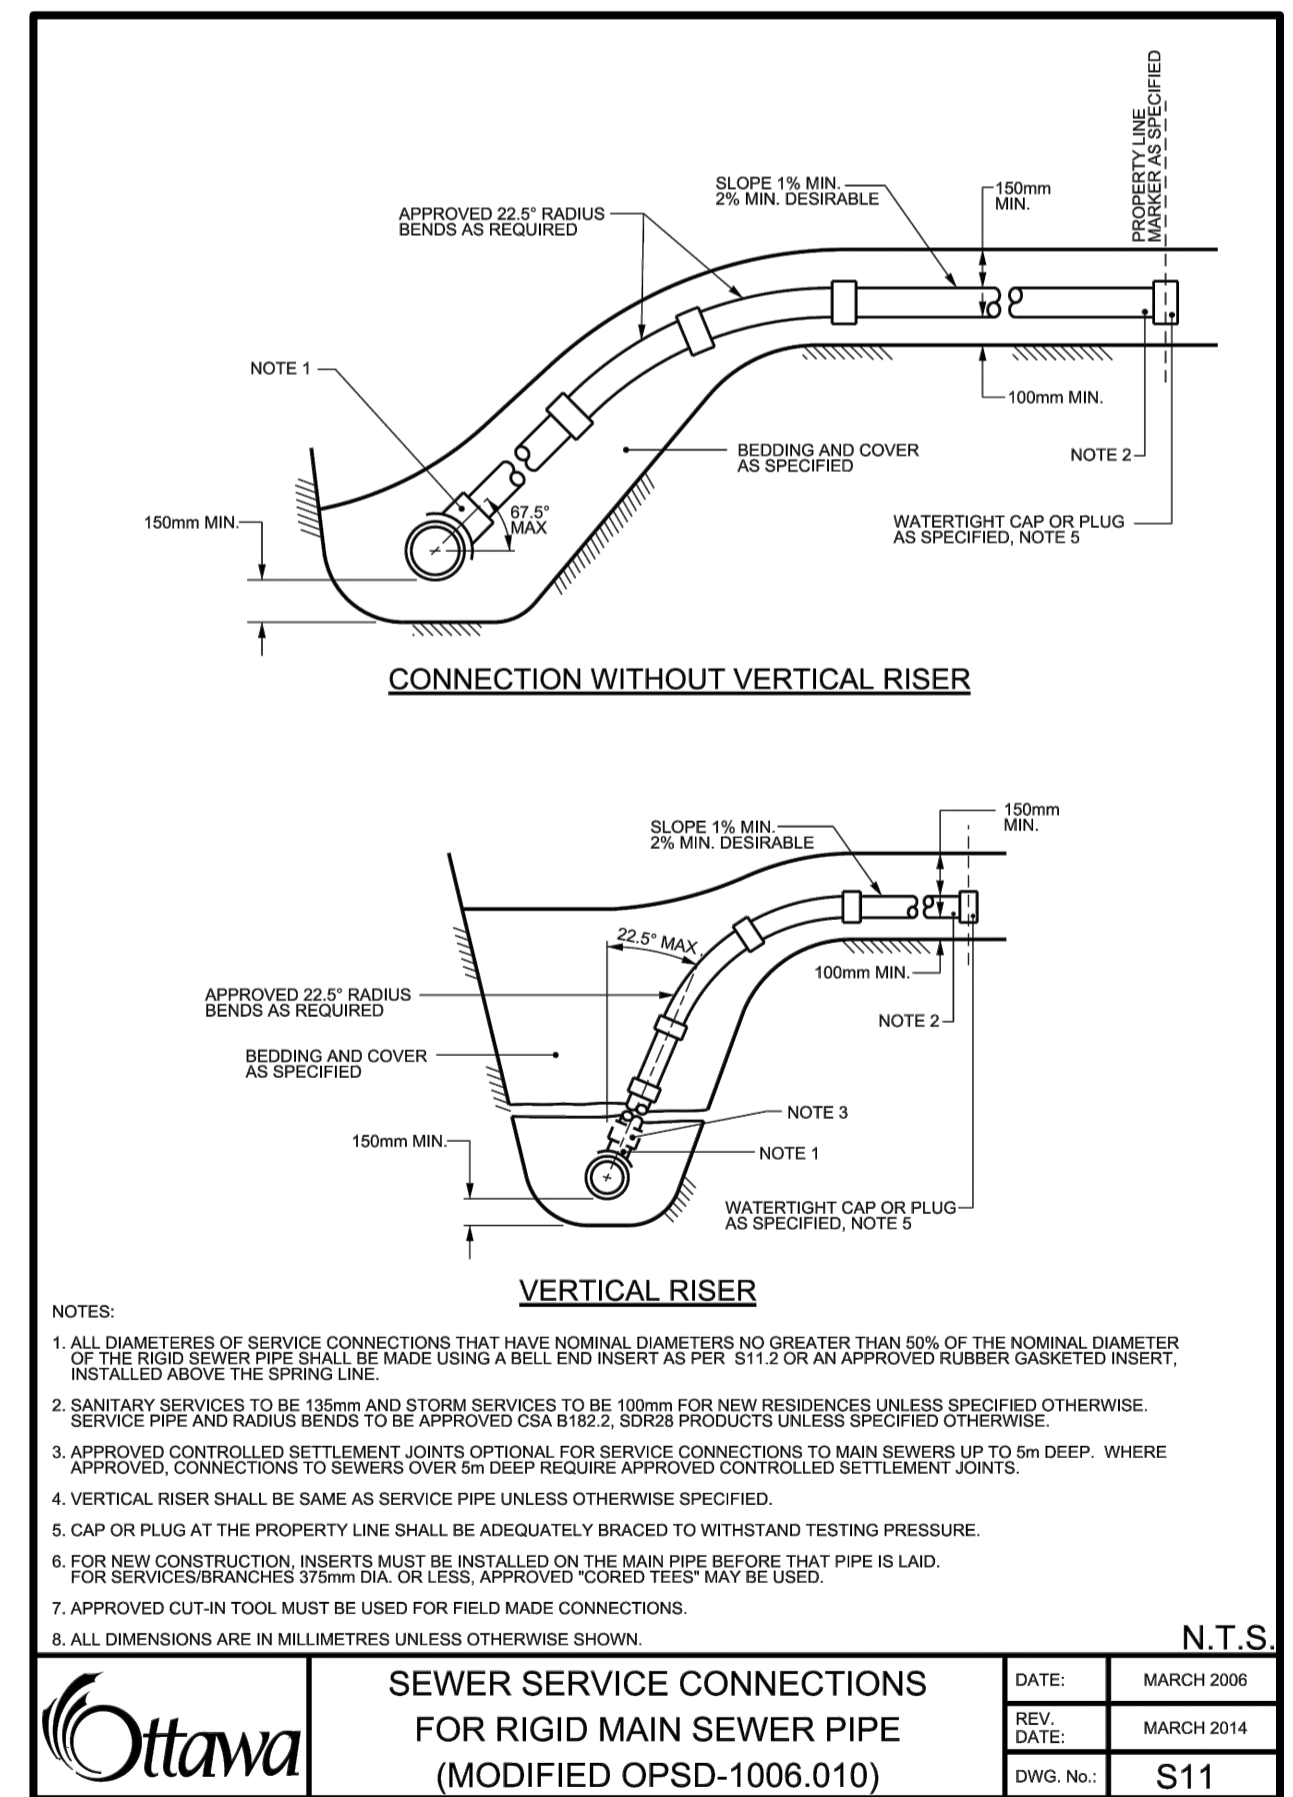 PROPERTY LINE
MARKER AS SPECIFIED
SLOPE 1% MIN.
2% MIN. DESIRABLE
150mm
MIN.
APPROVED 22.5° RADIUS
BENDS AS REQUIRED
NOTE 1
100mm MIN.
BEDDING AND COVER
AS SPECIFIED
NOTE 2
67.5°
MAX
150mm MIN.
WATERTIGHT CAP OR PLUG
AS SPECIFIED, NOTE 5
CONNECTION WITHOUT VERTICAL RISER
150mm
MIN.
SLOPE 1% MIN.
2% MIN. DESIRABLE
22.5° MAX.
100mm MIN.
APPROVED 22.5° RADIUS
BENDS AS REQUIRED
NOTE 2
BEDDING AND COVER
AS SPECIFIED
NOTE 3
150mm MIN.
NOTE 1
WATERTIGHT CAP OR PLUG
AS SPECIFIED, NOTE 5
VERTICAL RISER
NOTES:
1. ALL DIAMETERES OF SERVICE CONNECTIONS THAT HAVE NOMINAL DIAMETERS NO GREATER THAN 50% OF THE NOMINAL DIAMETER
OF THE RIGID SEWER PIPE SHALL BE MADE USING A BELL END INSERT AS PER S11.2 OR AN APPROVED RUBBER GASKETED INSERT,
INSTALLED ABOVE THE SPRING LINE.
2. SANITARY SERVICES TO BE 135mm AND STORM SERVICES TO BE 100mm FOR NEW RESIDENCES UNLESS SPECIFIED OTHERWISE.
SERVICE PIPE AND RADIUS BENDS TO BE APPROVED CSA B182.2, SDR28 PRODUCTS UNLESS SPECIFIED OTHERWISE.
3. APPROVED CONTROLLED SETTLEMENT JOINTS OPTIONAL FOR SERVICE CONNECTIONS TO MAIN SEWERS UP TO 5m DEEP. WHERE
APPROVED, CONNECTIONS TO SEWERS OVER 5m DEEP REQUIRE APPROVED CONTROLLED SETTLEMENT JOINTS.
4. VERTICAL RISER SHALL BE SAME AS SERVICE PIPE UNLESS OTHERWISE SPECIFIED.
5. CAP OR PLUG AT THE PROPERTY LINE SHALL BE ADEQUATELY BRACED TO WITHSTAND TESTING PRESSURE.
6. FOR NEW CONSTRUCTION, INSERTS MUST BE INSTALLED ON THE MAIN PIPE BEFORE THAT PIPE IS LAID.
FOR SERVICES/BRANCHES 375mm DIA. OR LESS, APPROVED "CORED TEES" MAY BE USED.
7. APPROVED CUT-IN TOOL MUST BE USED FOR FIELD MADE CONNECTIONS.
8. ALL DIMENSIONS ARE IN MILLIMETRES UNLESS OTHERWISE SHOWN.
N.T.S.
Ottawa
SEWER SERVICE CONNECTIONS
FOR RIGID MAIN SEWER PIPE
(MODIFIED OPSD-1006.010)
DATE: MARCH 2006
REV.
DATE: MARCH 2014
DWG. No.: S11